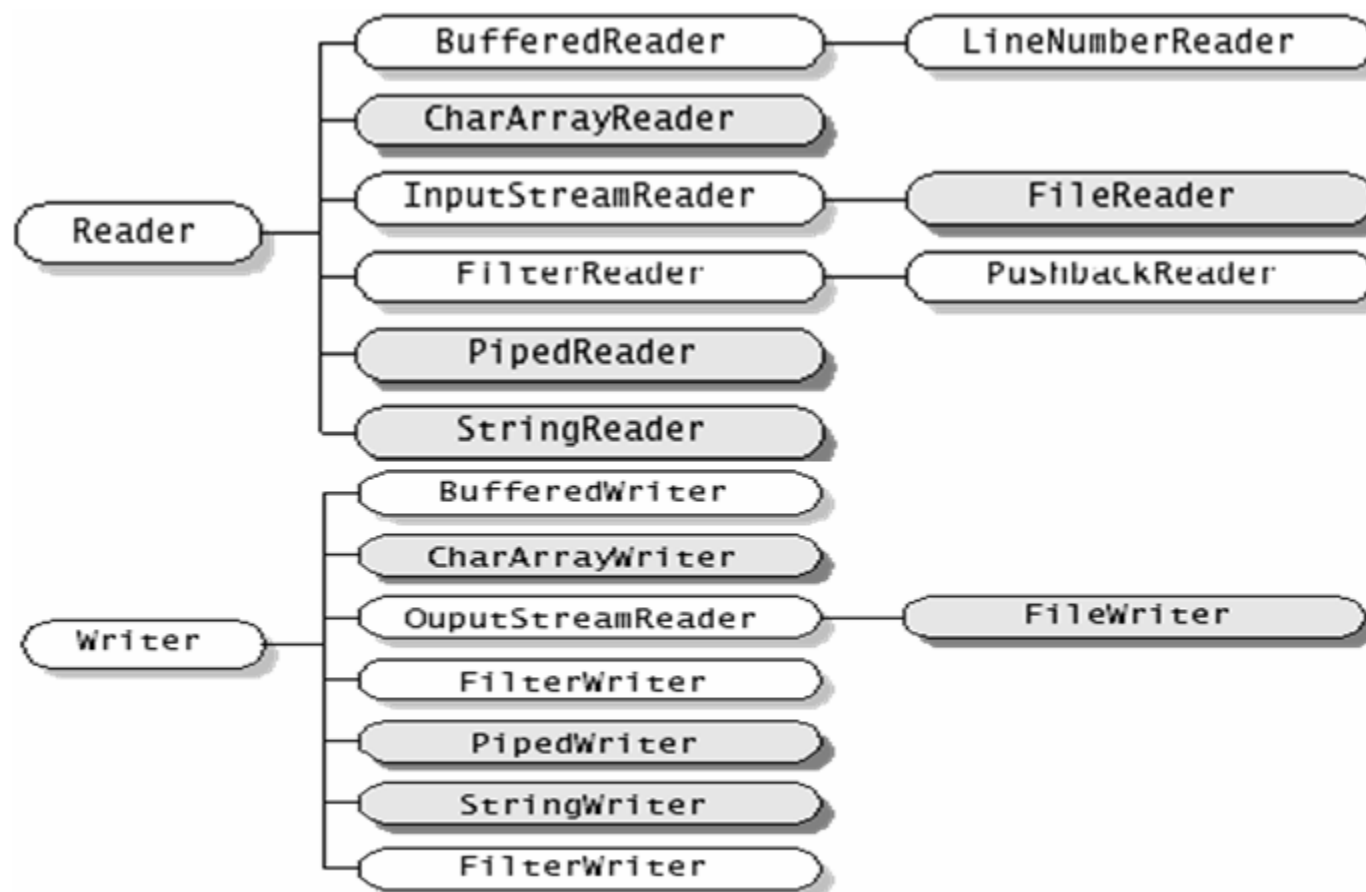 BufferedReader
LineNumberReader
CharArrayReader
InputStreamReader
FileReader
Reader
FilterReader
PushbackReader
PipedReader
StringReader
BufferedWriter
CharArrayWriter
OuputStreamReader
FileWriter
Writer
FilterWriter
PipedWriter
StringWriter
FilterWriter